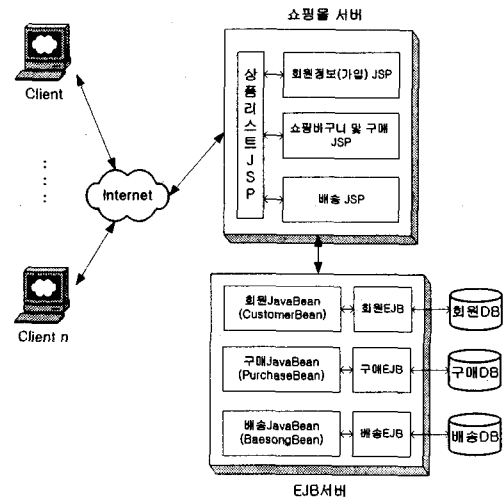 쇼핑몰 서버
Client
Internet
Client n
상품리스트JSP
회원정보(가입) JSP
쇼핑바구니 및 구매
JSP
배송 JSP
회원JavaBean
(CustomerBean)
회원EJB
회원DB
구매JavaBean
(PurchaseBean)
구매EJB
구매DB
배송JavaBean
(BaesongBean)
배송EJB
배송DB
EJB서버